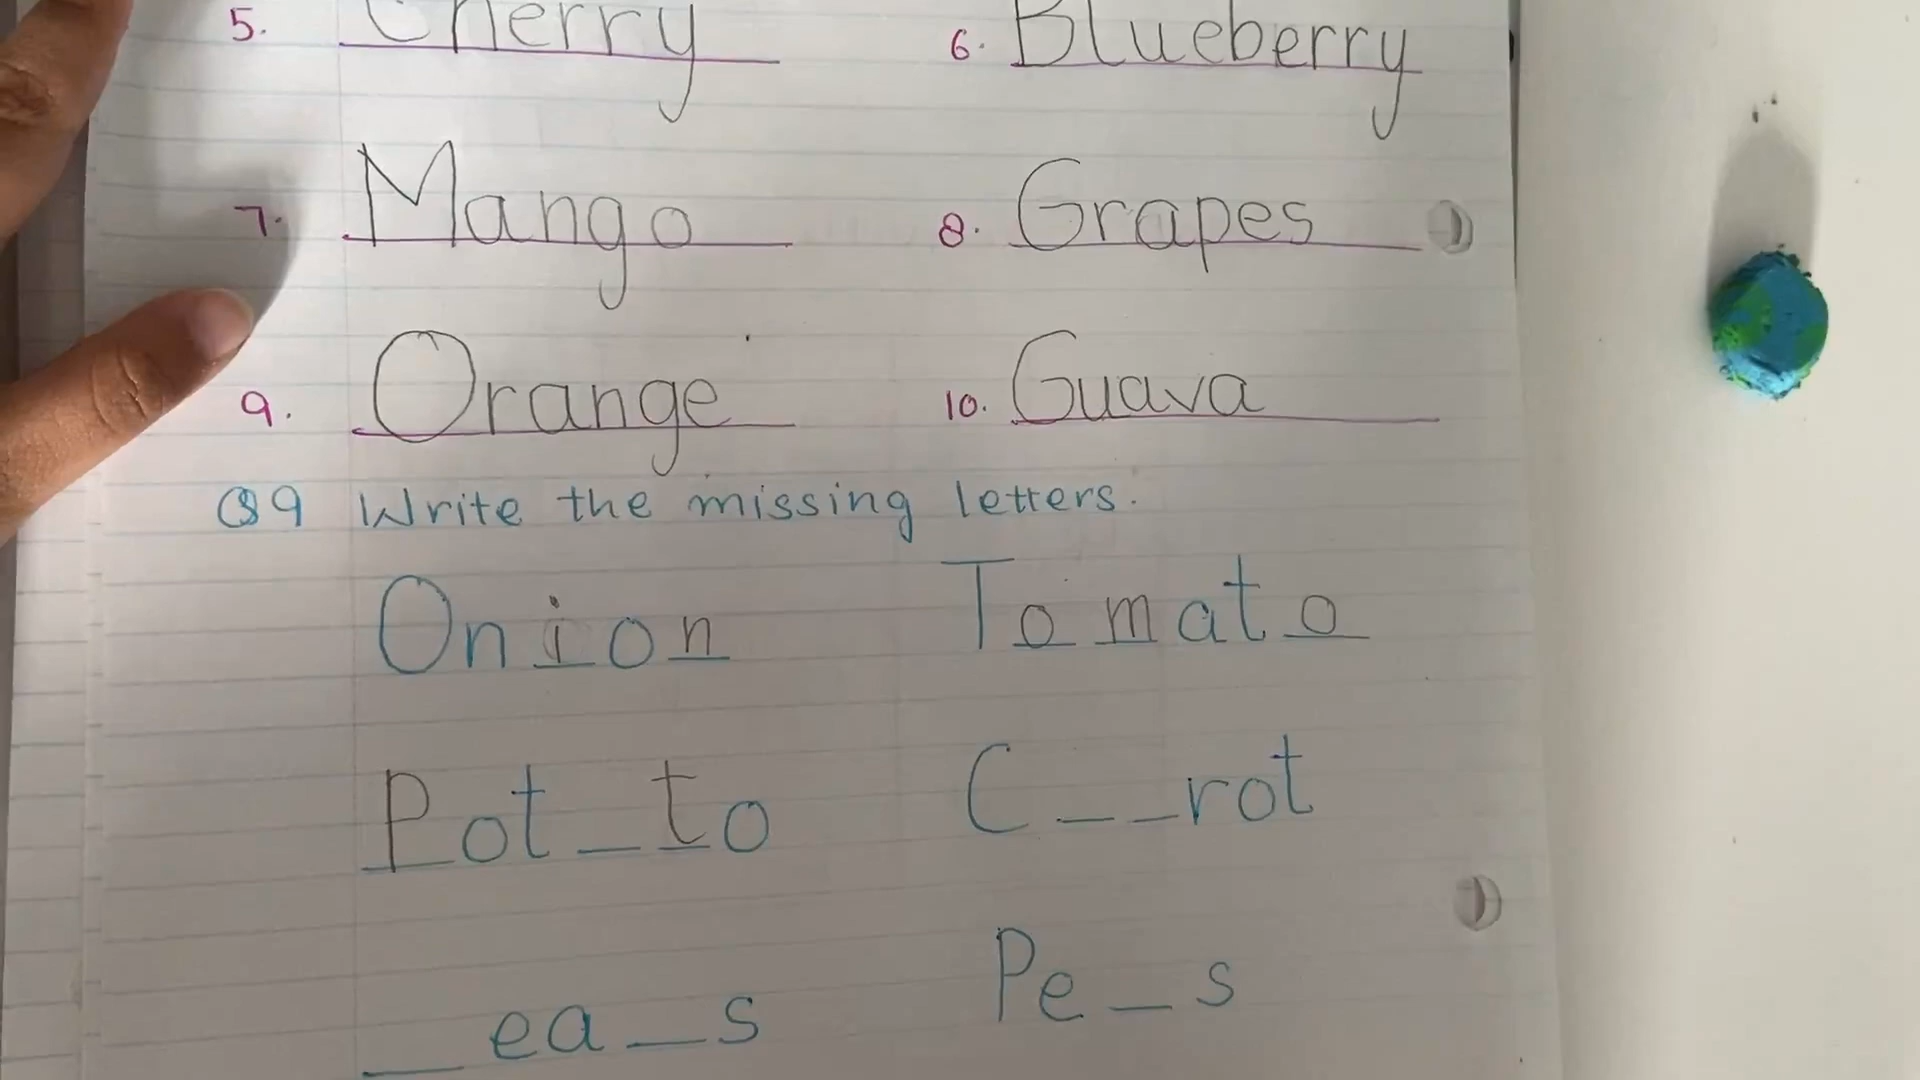 5. Cherry 6. Blueberry
7. Mango 8. Grapes
9. Orange 10. Guava
Q9 Write the missing letters.
Onion Tomato
Pot_to C__rot
_ea_s Pe_s